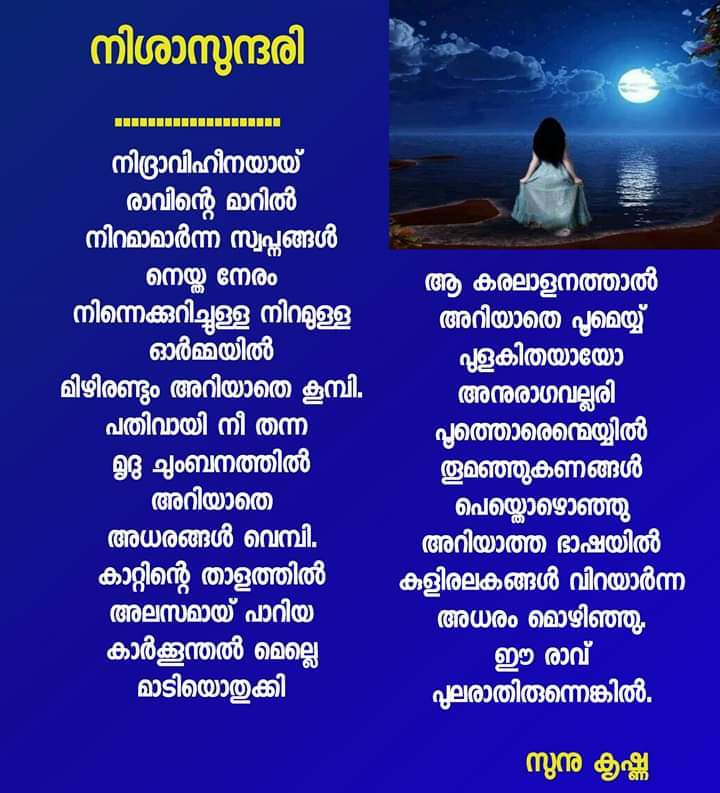 നിശാസുന്ദരി
....................
നിദ്രാവിഹീനയായ്
രാവിന്റെ മാറിൽ
നിറമാമാർന്ന സ്വപ്നങ്ങൾ
നെയ്ത നേരം
നിന്നെക്കുറിച്ചുള്ള നിറമുള്ള
ഓർമ്മയിൽ
മിഴിരണ്ടും അറിയാതെ കൂമ്പി.
പതിവായി നീ തന്ന
മൃദു ചുംബനത്തിൽ
അറിയാതെ
അധരങ്ങൾ വെമ്പി.
കാറ്റിന്റെ താളത്തിൽ
അലസമായ് പാറിയ
കാർക്കൂന്തൽ മെല്ലെ
മാടിയൊതുക്കി
ആ കരലാളനത്താൽ
അറിയാതെ പൂമെയ്യ്
പുളകിതയായോ
അനുരാഗവല്ലരി
പൂത്തൊരെന്മെയ്യിൽ
തൂമഞ്ഞുകണങ്ങൾ
പെയ്തൊഴൊഞ്ഞു
അറിയാത്ത ഭാഷയിൽ
കുളിരലകങ്ങൾ വിറയാർന്ന
അധരം മൊഴിഞ്ഞു.
ഈ രാവ്
പുലരാതിരുന്നെങ്കിൽ.
സുനു കൃഷ്ണ